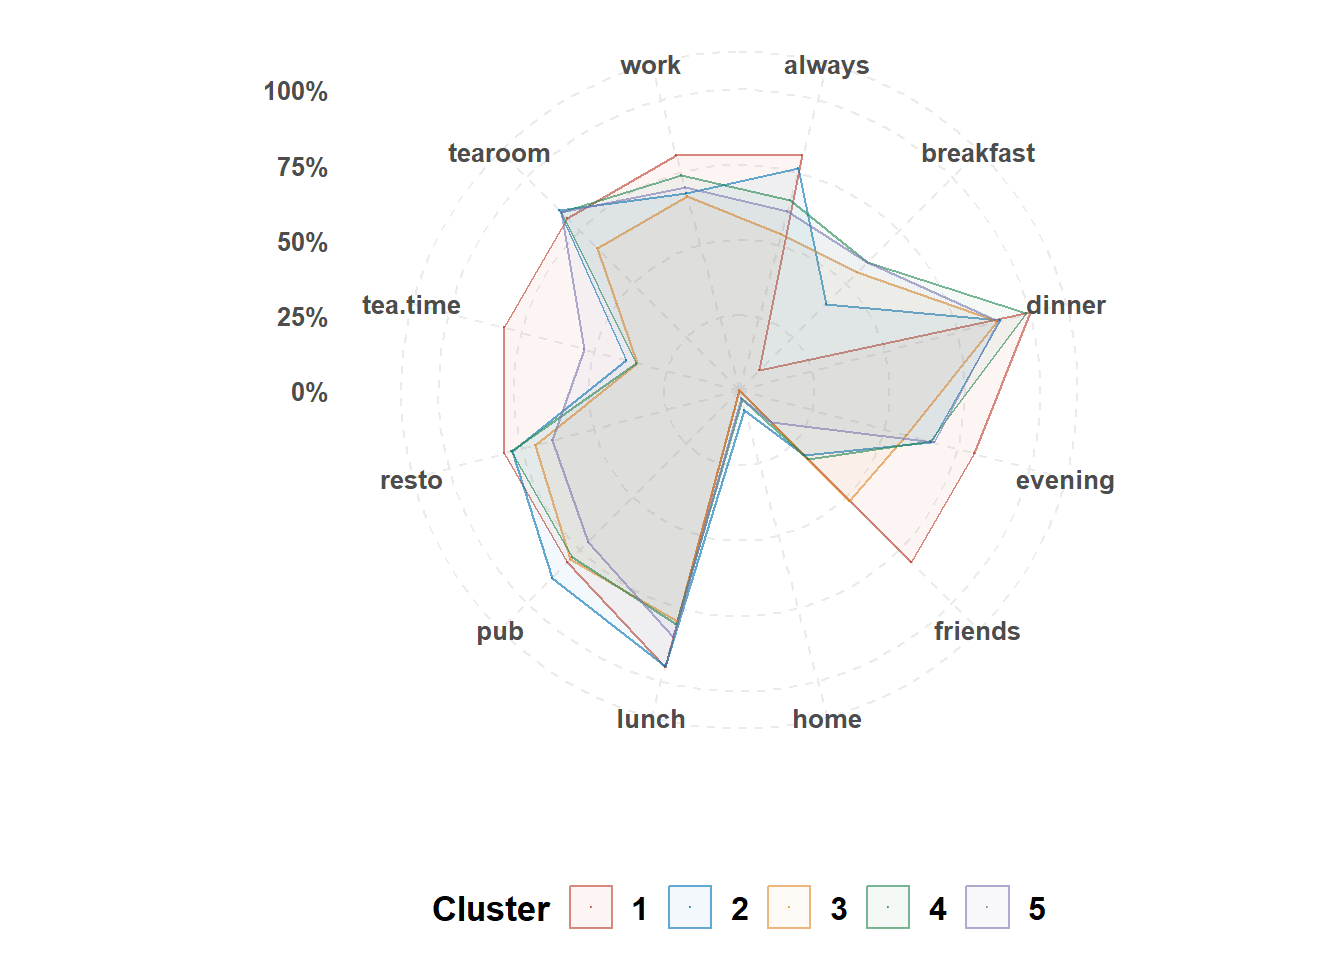 work always
100%
tearoom breakfast
75%
50%
tea.time dinner
25%
0%
resto evening
pub friends
lunch home
Cluster 1 2 3 4 5